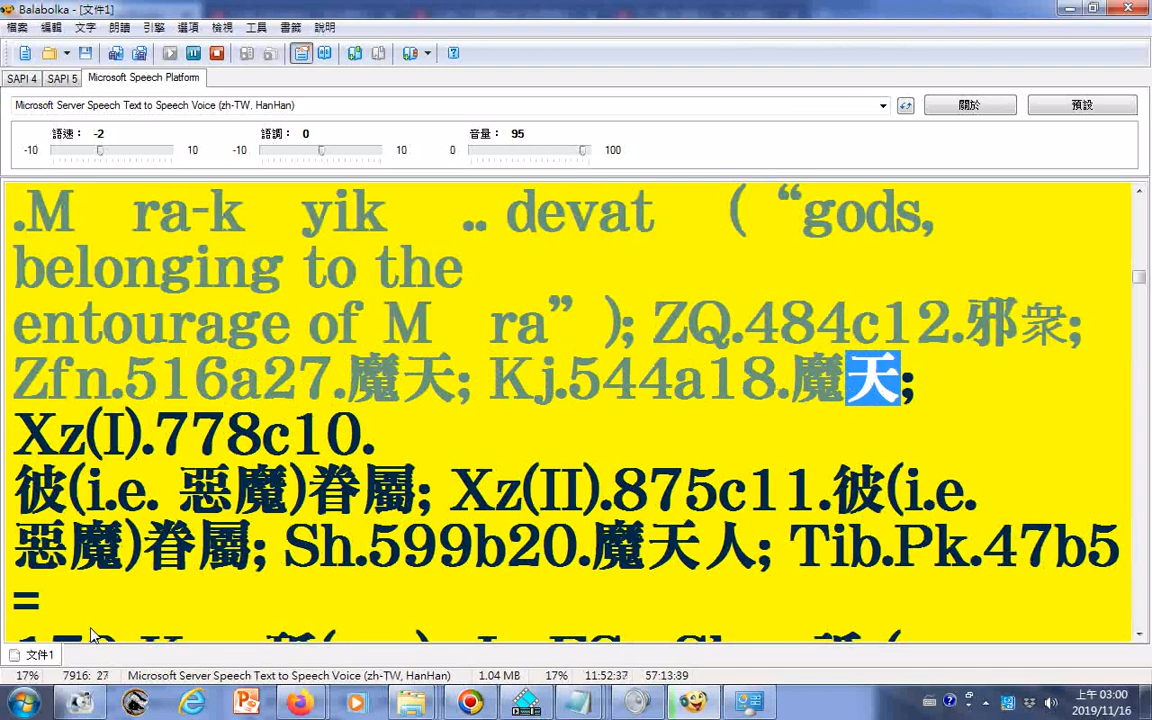 Balabolka - [文件1]
檔案 編輯 文字 朗讀 引擎 選項 檢視 工具 書籤 說明
SAPI 4 SAPI 5 Microsoft Speech Platform
Microsoft Server Speech Text to Speech Voice (zh-TW, HanHan) 關於 預設
語速： -2 語調： 0 音量： 95
-10 10 -10 10 0 100
.M ra-k yik .. devat (“gods,
belonging to the
entourage of M ra”); ZQ.484c12.邪衆;
Zfn.516a27.魔天; Kj.544a18.魔天;
Xz(I).778c10.
彼(i.e. 惡魔)眷屬; Xz(II).875c11.彼(i.e.
惡魔)眷屬; Sh.599b20.魔天人; Tib.Pk.47b5
=
文件1
17% 7916: 27 Microsoft Server Speech Text to Speech Voice (zh-TW, HanHan) 1.04 MB 17% 11:52:37 57:13:39
上午 03:00
2019/11/16